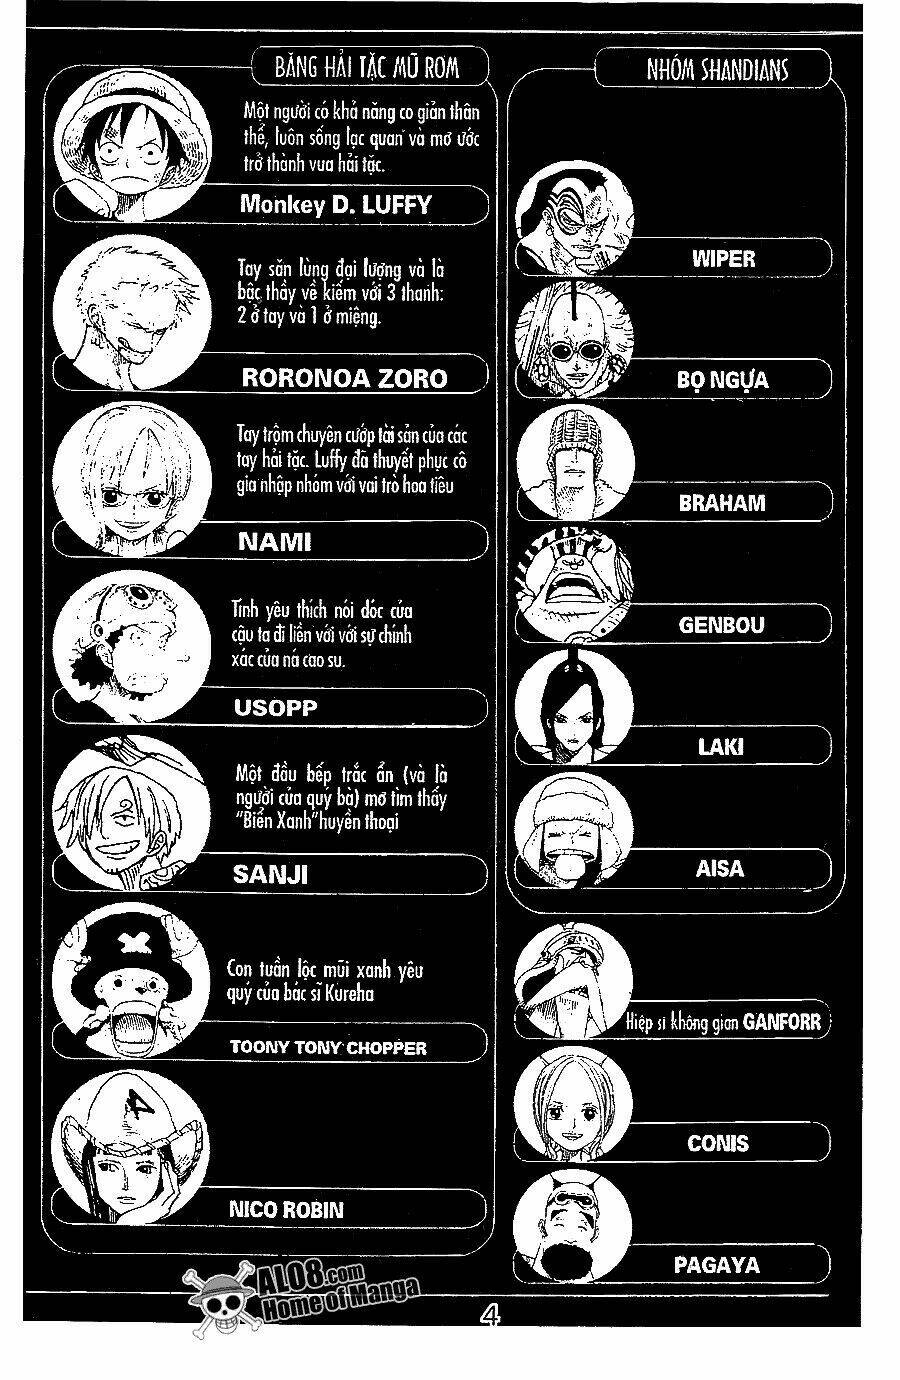 BĂNG HẢI TẶC MŨ ROM
Một người có khả năng co giản thân
thể, luôn sống lạc quan và mơ ước
trở thành vua hải tặc.
Monkey D. LUFFY
Tay săn lùng đại lượng và là
bậc thầy về kiếm với 3 thanh:
2 ở tay và 1 ở miệng.
RORONOA ZORO
Tay trộm chuyên cướp tài sản của các
tay hải tặc. Luffy đã thuyết phục cô
gia nhập nhóm với vai trò hoa tiêu
NAMI
Tính yêu thích nói dóc của
cậu ta đi liền với với sự chính
xác của ná cao su.
USOPP
Một đầu bếp trắc ẩn (và là
người của quý bà) mơ tìm thấy
"Biển Xanh"huyên thoại
SANJI
Con tuần lộc mũi xanh yêu
quý của bác sĩ Kureha
TOONY TONY CHOPPER
NICO ROBIN
NHÓM SHANDIANS
WIPER
BỌ NGỰA
BRAHAM
GENBOU
LAKI
AISA
Hiệp sĩ không gian GANFORR
CONIS
PAGAYA
ALO8.com
Home of Manga
4